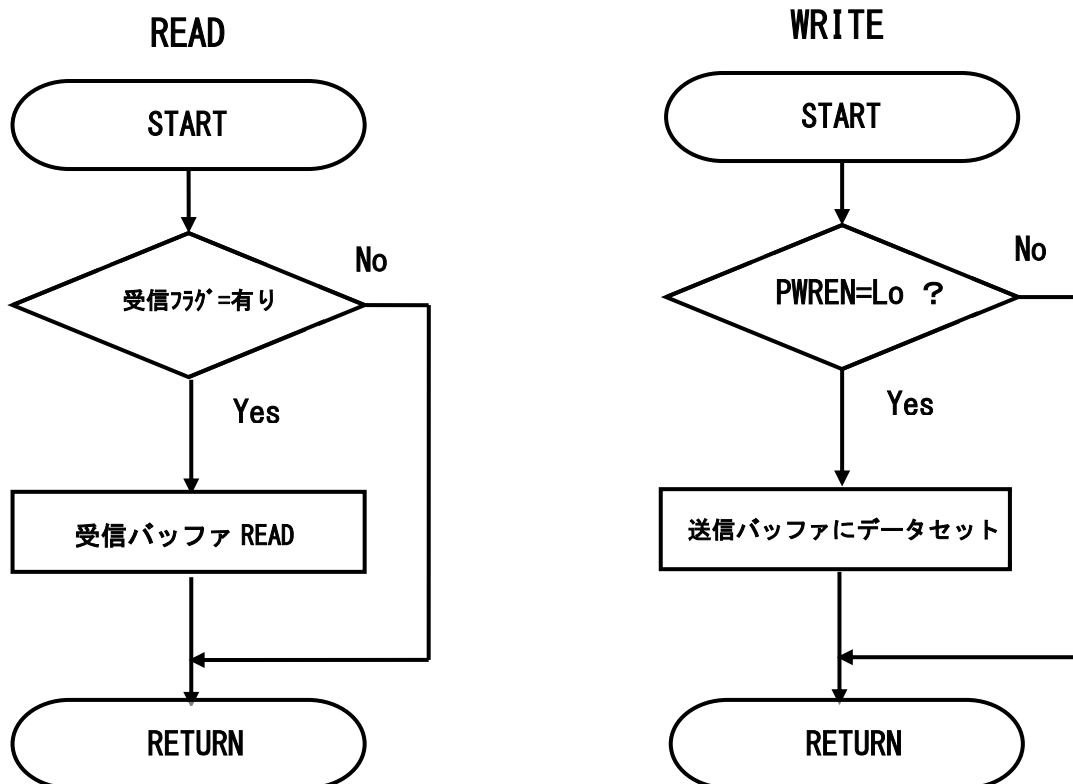 READ
START
受信ﾌﾗｸﾞ=有り
No
Yes
受信バッファ READ
RETURN
WRITE
START
PWREN=Lo ？
No
Yes
送信バッファにデータセット
RETURN